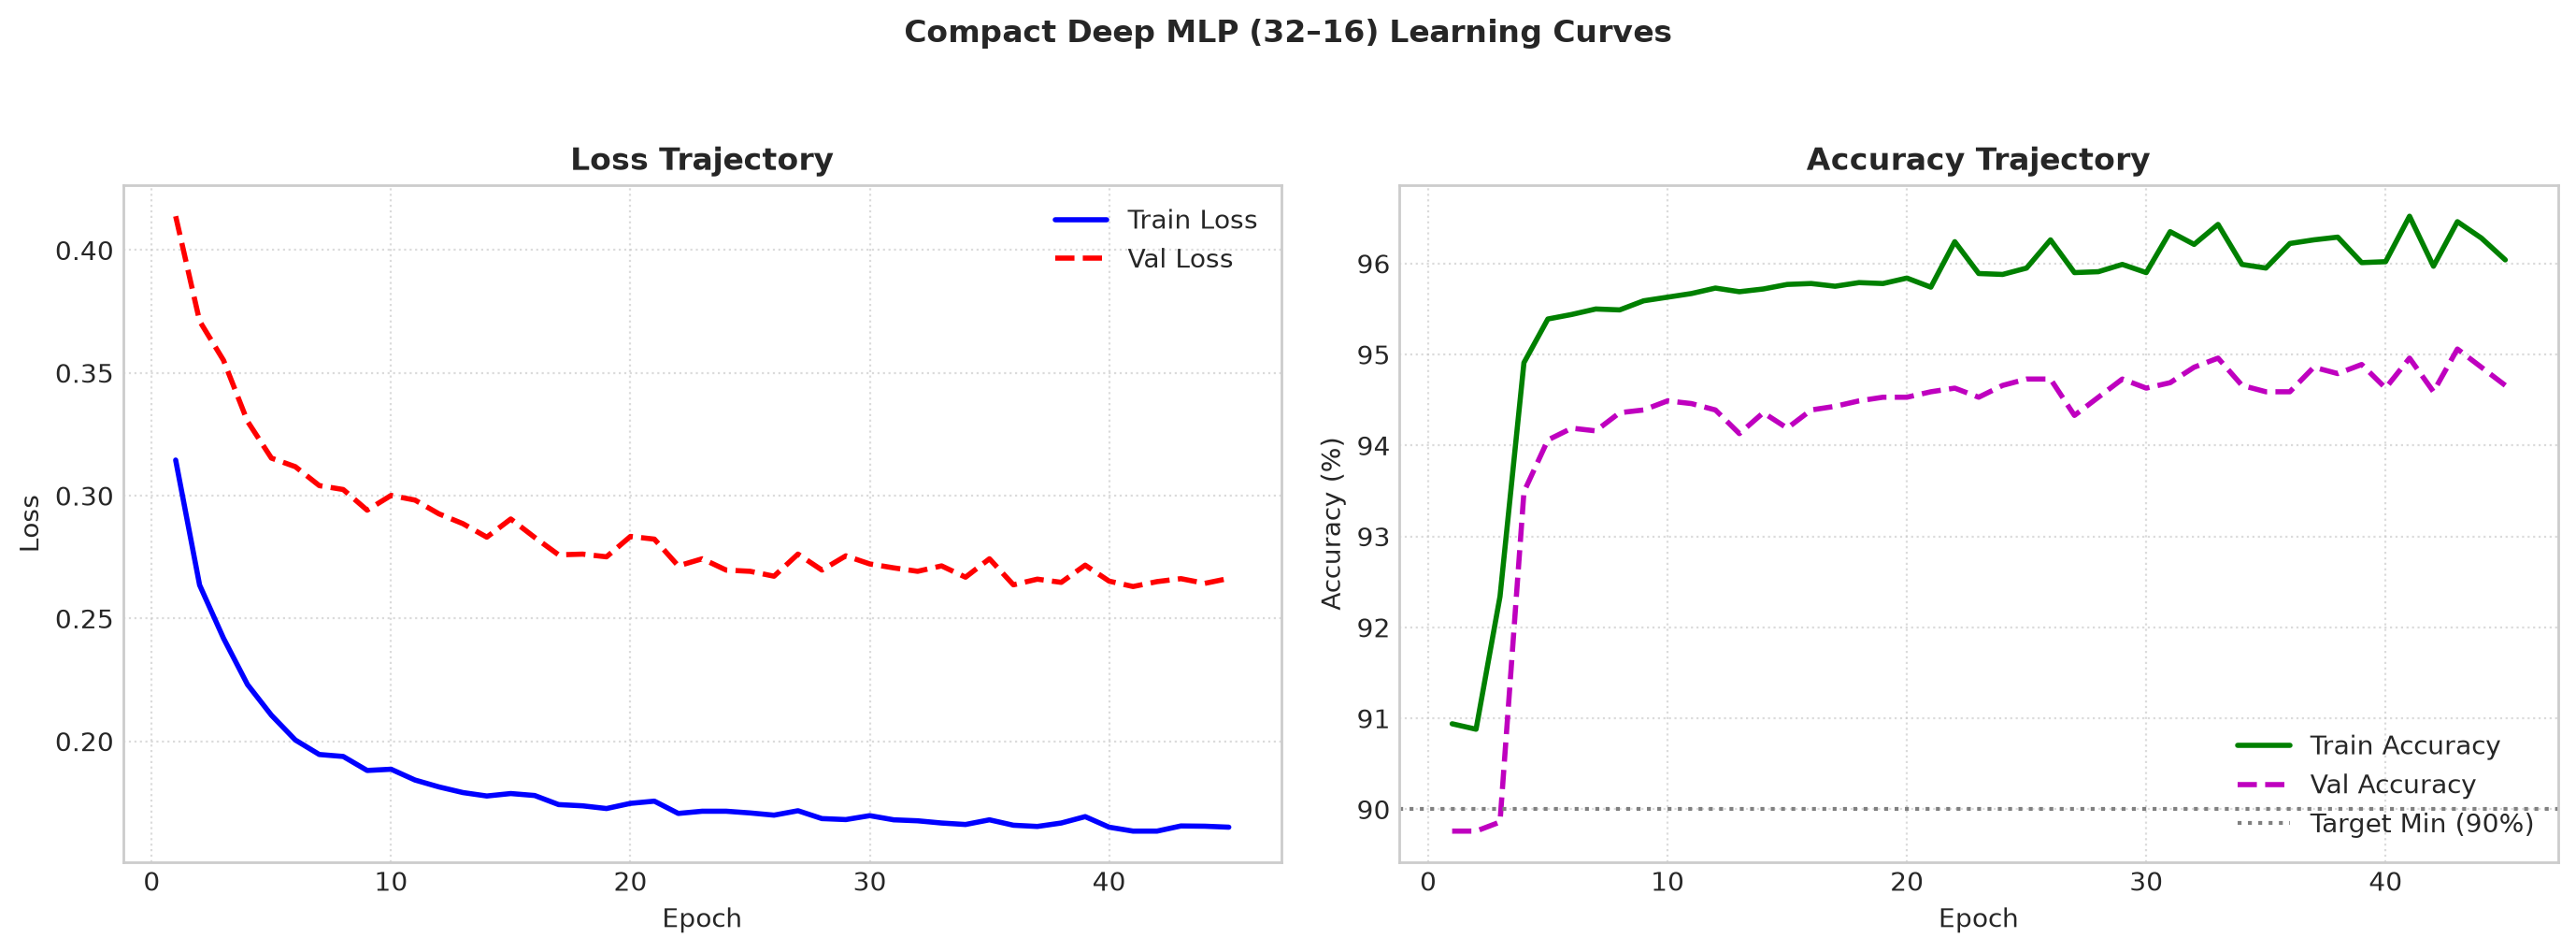 Compact Deep MLP (32–16) Learning Curves
Loss Trajectory
Train Loss
Val Loss
0.40
0.35
0.30
0.25
0.20
Loss
0
10
20
30
40
Epoch
Accuracy Trajectory
96
95
94
93
92
91
90
Accuracy (%)
Train Accuracy
Val Accuracy
Target Min (90%)
0
10
20
30
40
Epoch